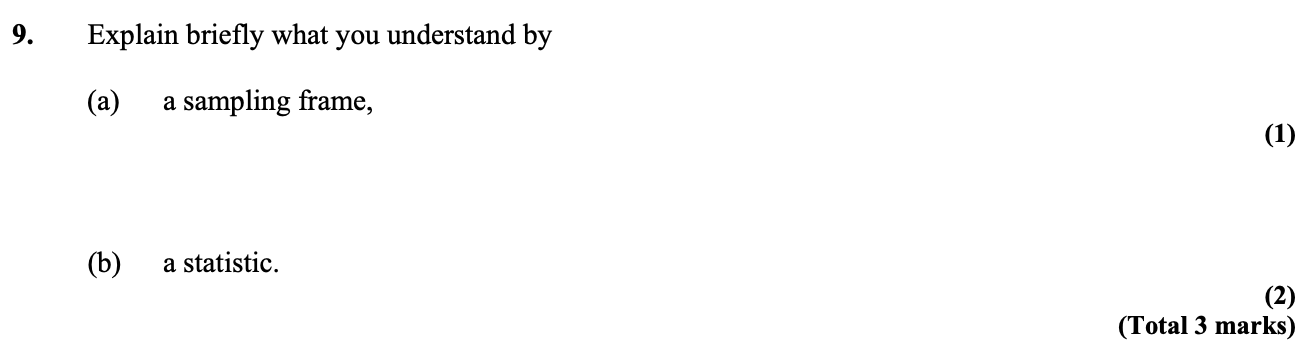 9. Explain briefly what you understand by
(a) a sampling frame,
(1)
(b) a statistic.
(2)
(Total 3 marks)